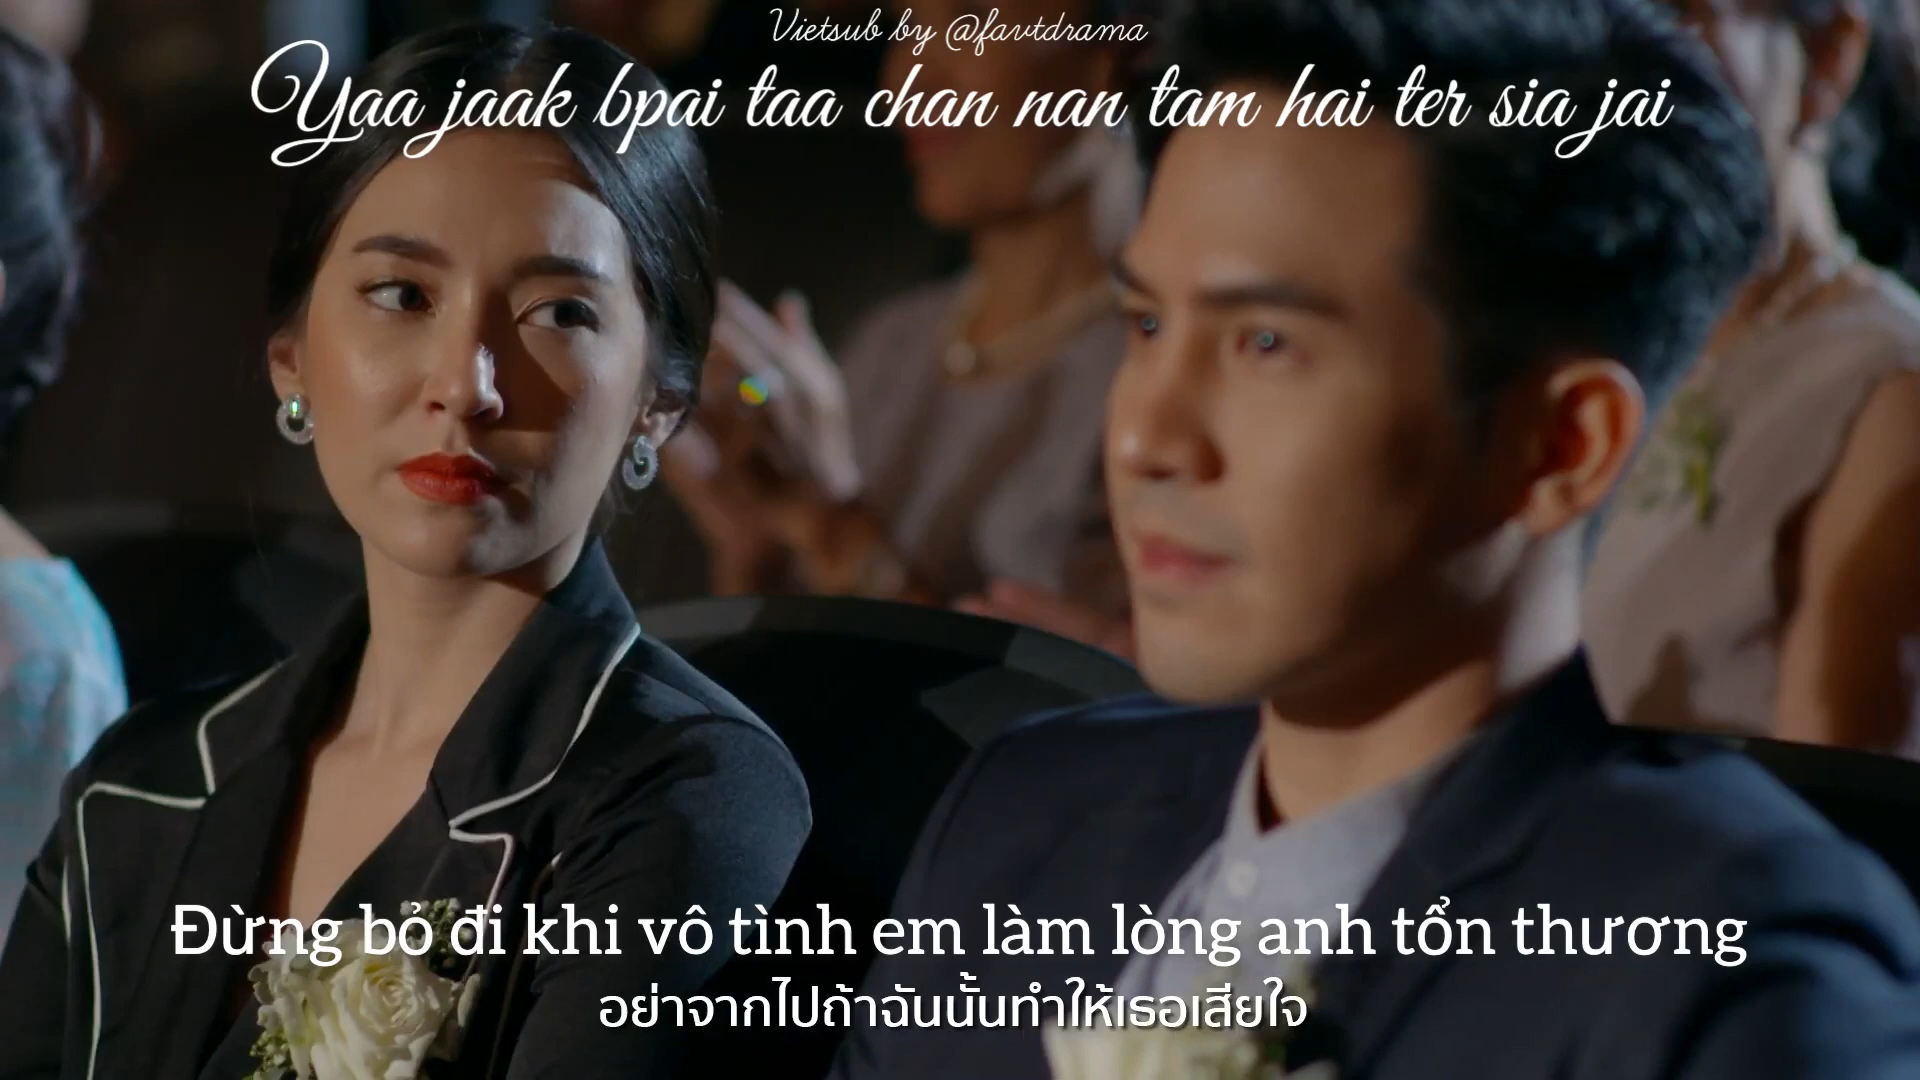 Vietsub by @favtdrama
Yaa jaak bpai taa chan nan tam hai ter sia jai
Đừng bỏ đi khi vô tình em làm lòng anh tổn thương
อย่าจากไปถ้าฉันนั้นทำให้เธอเสียใจ